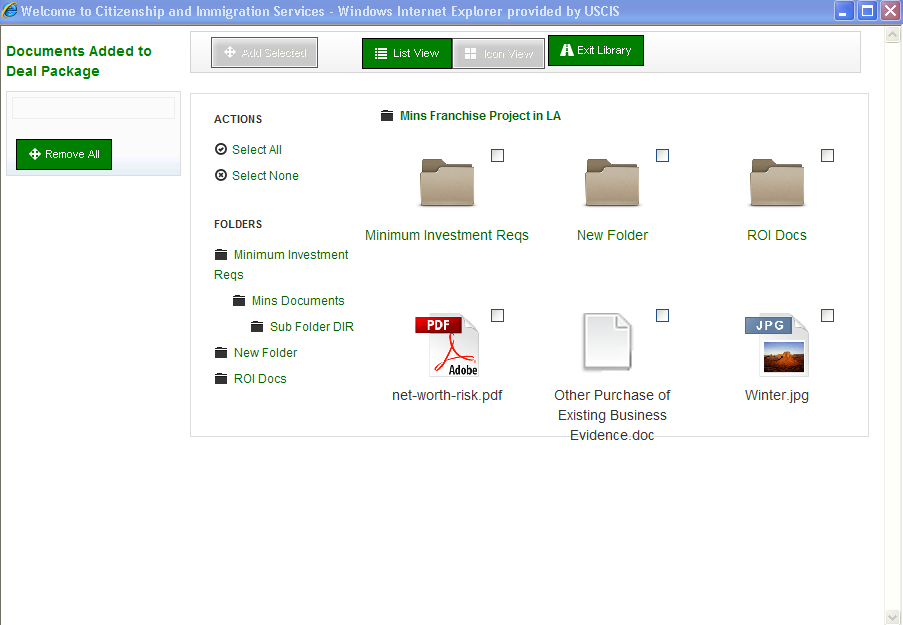 Welcome to Citizenship and Immigration Services - Windows Internet Explorer provided by USCIS
Documents Added to
Deal Package
Remove All
Add Selected
List View
Icon View
Exit Library
ACTIONS
Select All
Select None
FOLDERS
Minimum Investment
Reqs
Mins Documents
Sub Folder DIR
New Folder
ROI Docs
Mins Franchise Project in LA
Minimum Investment Reqs
New Folder
ROI Docs
PDF
Adobe
net-worth-risk.pdf
Other Purchase of
Existing Business
Evidence.doc
JPG
Winter.jpg